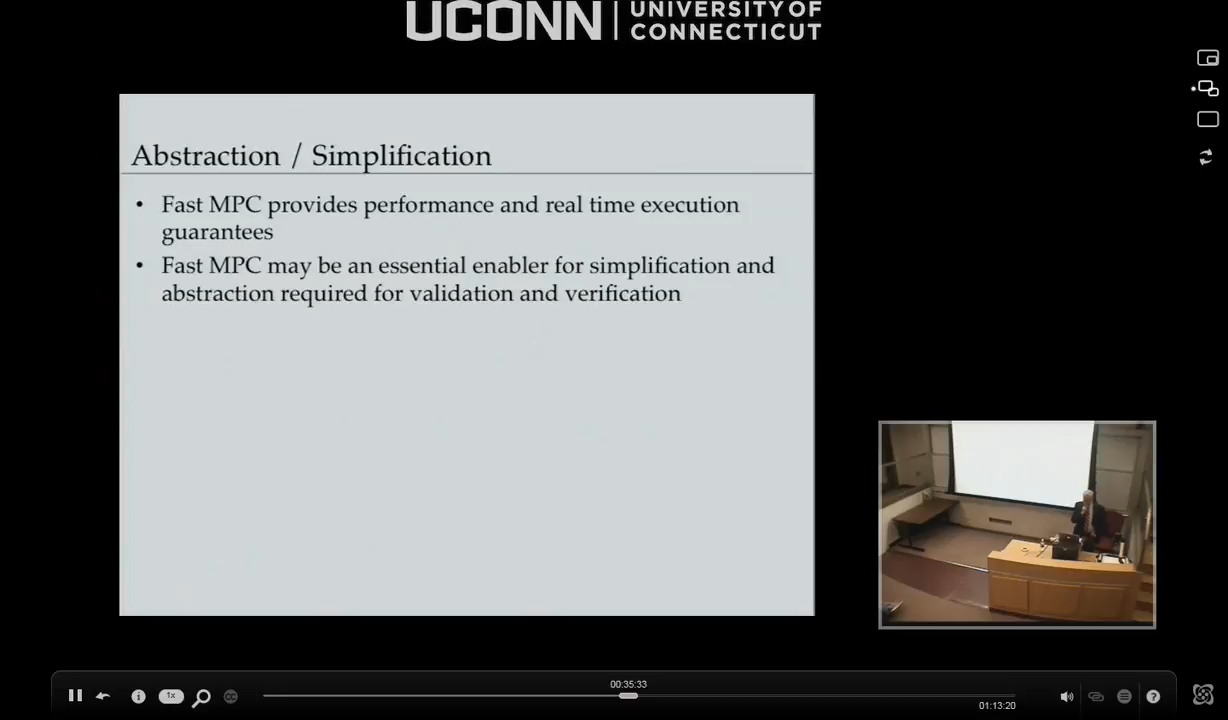 UCONN
UNIVERSITY OF
CONNECTICUT
Abstraction / Simplification
• Fast MPC provides performance and real time execution
guarantees
• Fast MPC may be an essential enabler for simplification and
abstraction required for validation and verification
00:35:33
1x
CC
01:13:20